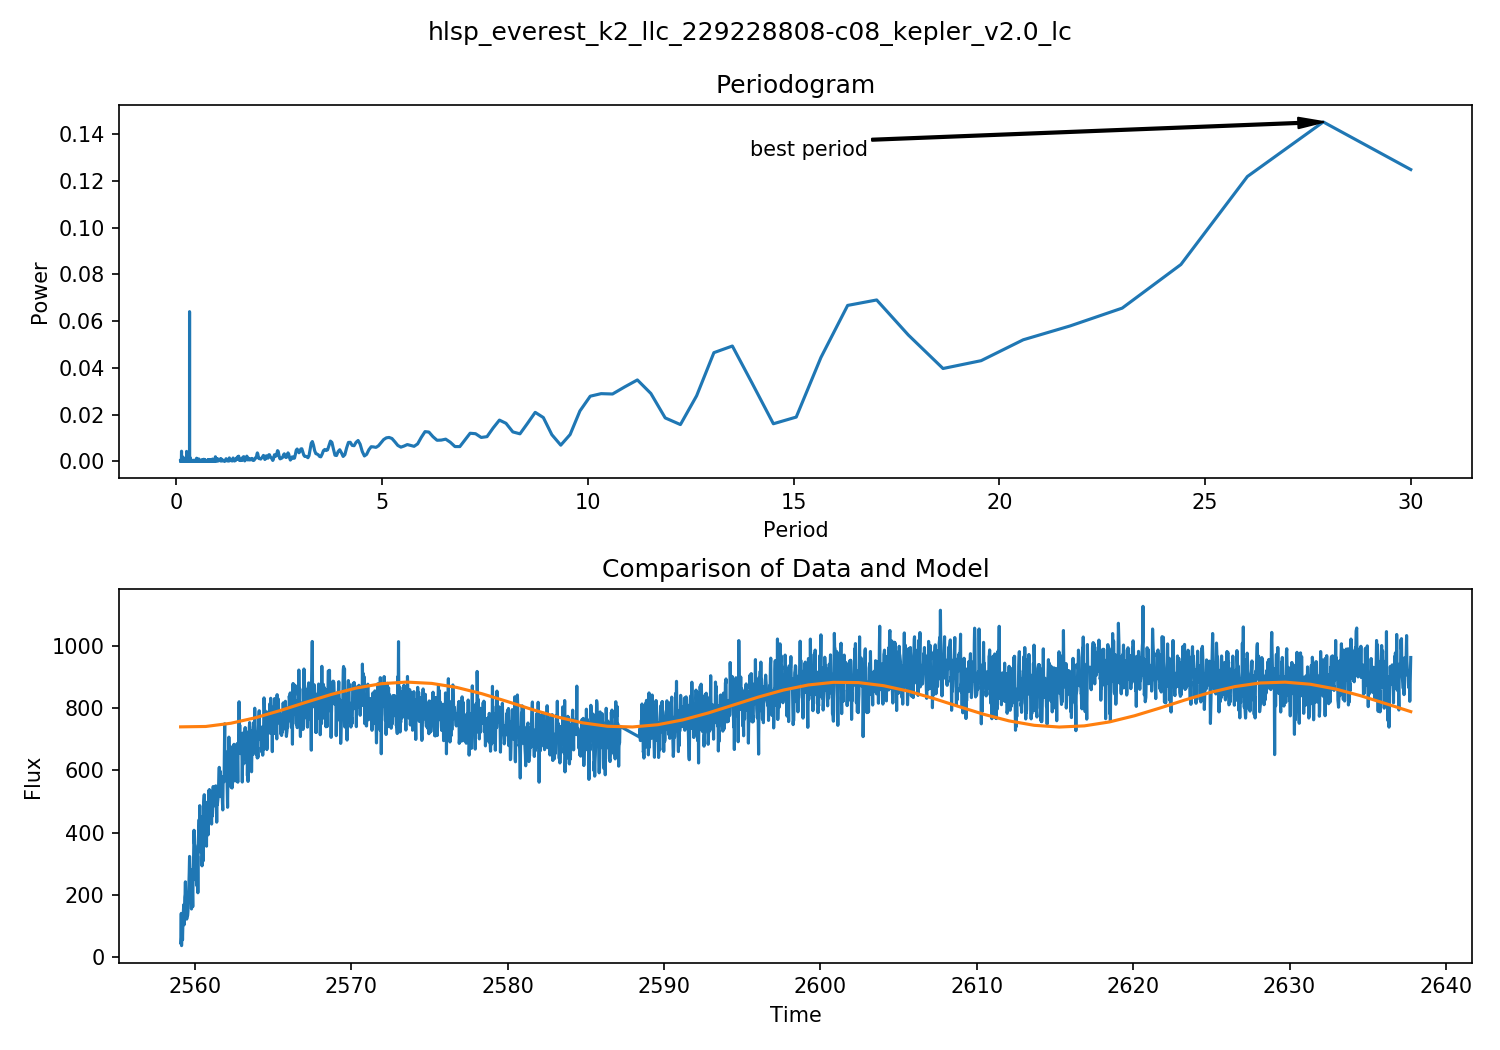 hlsp_everest_k2_llc_229228808-c08_kepler_v2.0_lc
Periodogram
best period
Power
0.14
0.12
0.10
0.08
0.06
0.04
0.02
0.00
0 5 10 15 20 25 30
Period
Comparison of Data and Model
Flux
1000
800
600
400
200
0
2560 2570 2580 2590 2600 2610 2620 2630 2640
Time